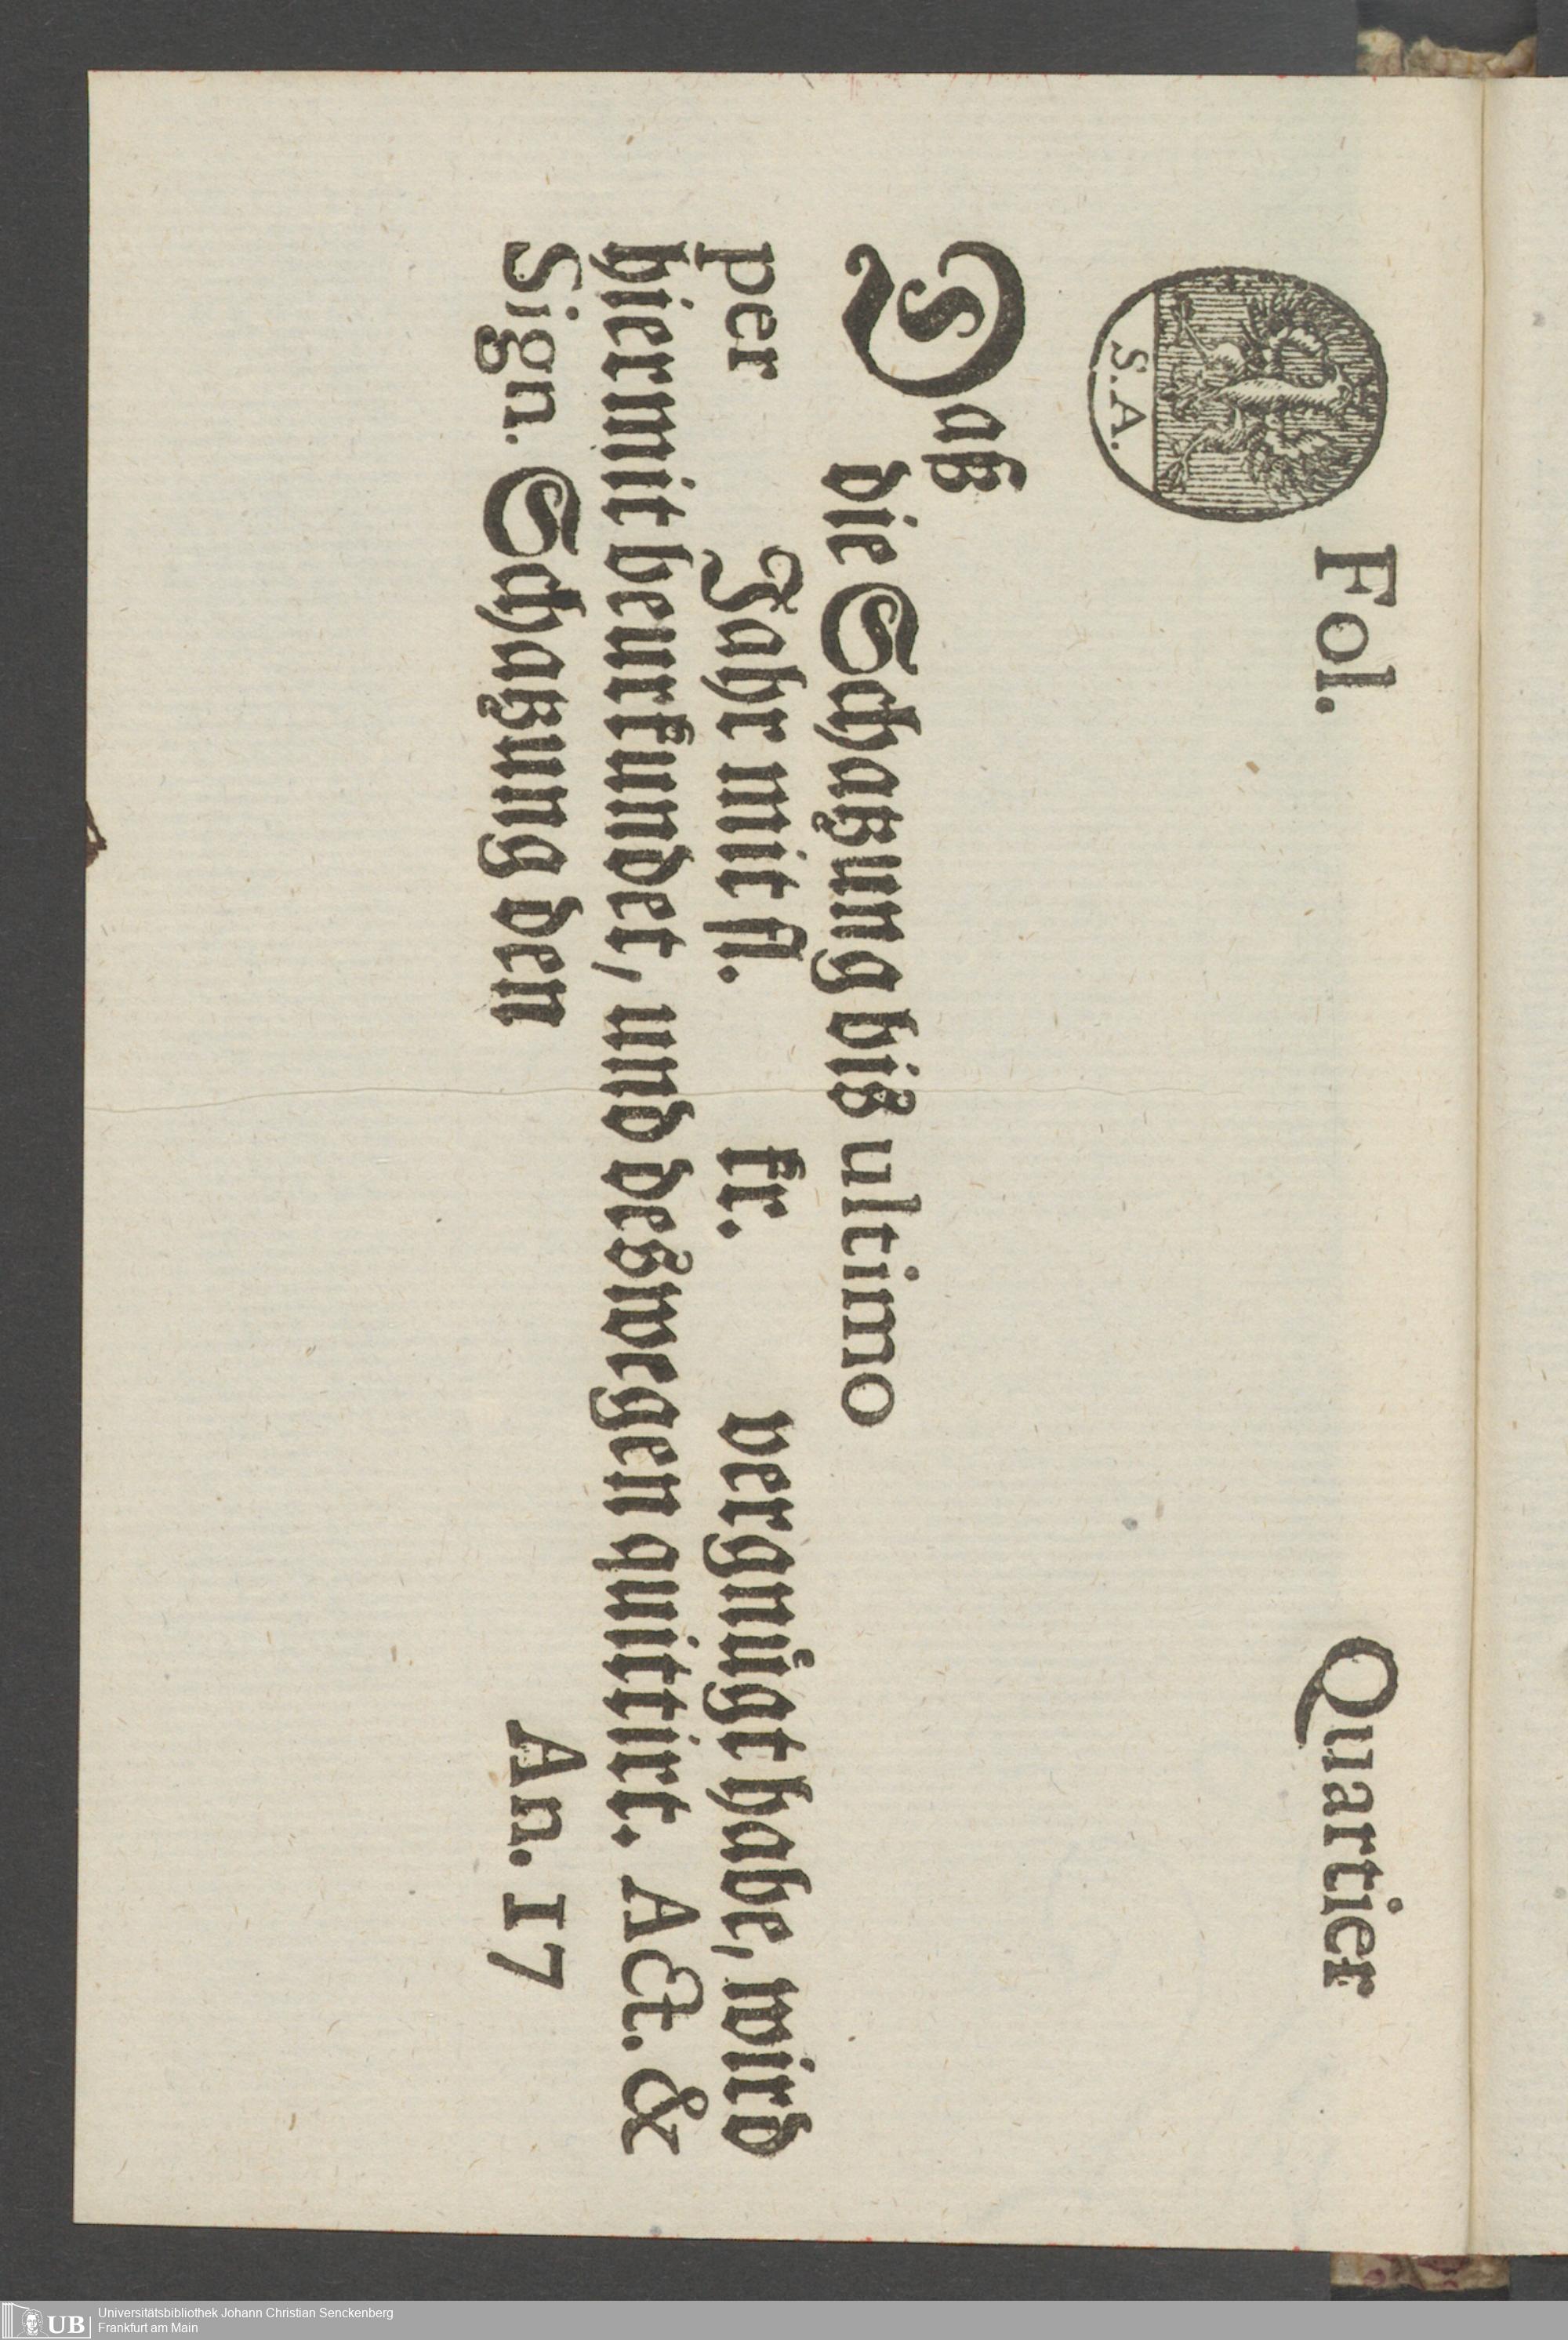 Fol. Quartier
S. A.
Daß
die Schatzung biß ultimo
per Jahr mit fl. kr. vergnügt habe, wird
hiermit beurkundet, und deßwegen quittirt. Act. &
Sign. Schatzung den An. 17
UB
Universitätsbibliothek Johann Christian Senckenberg
Frankfurt am Main